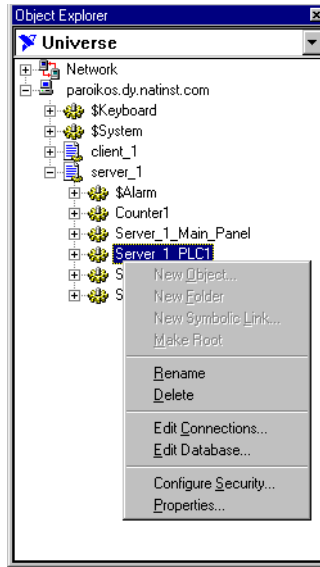 Object Explorer
Universe
Network
paroikos.dy.natinst.com
$Keyboard
$System
client_1
server_1
$Alarm
Counter1
Server_1_Main_Panel
Server_1_PLC1
S
New Object...
S
New Folder
New Symbolic Link...
Make Root
Rename
Delete
Edit Connections...
Edit Database...
Configure Security...
Properties...